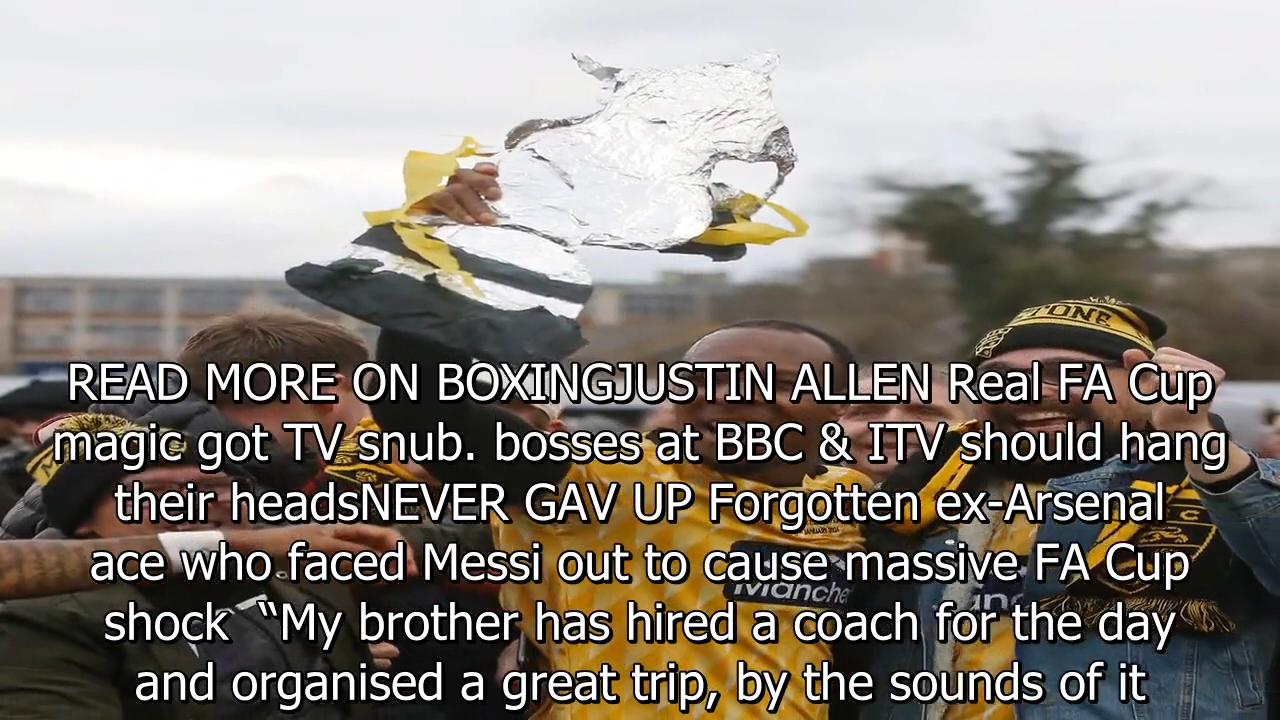 TONE
READ MORE ON BOXINGJUSTIN ALLEN Real FA Cup
magic got TV snub. bosses at BBC & ITV should hang
their headsNEVER GAV UP Forgotten ex-Arsenal
ace who faced Messi out to cause massive FA Cup
shock “My brother has hired a coach for the day
and organised a great trip, by the sounds of it
Manche